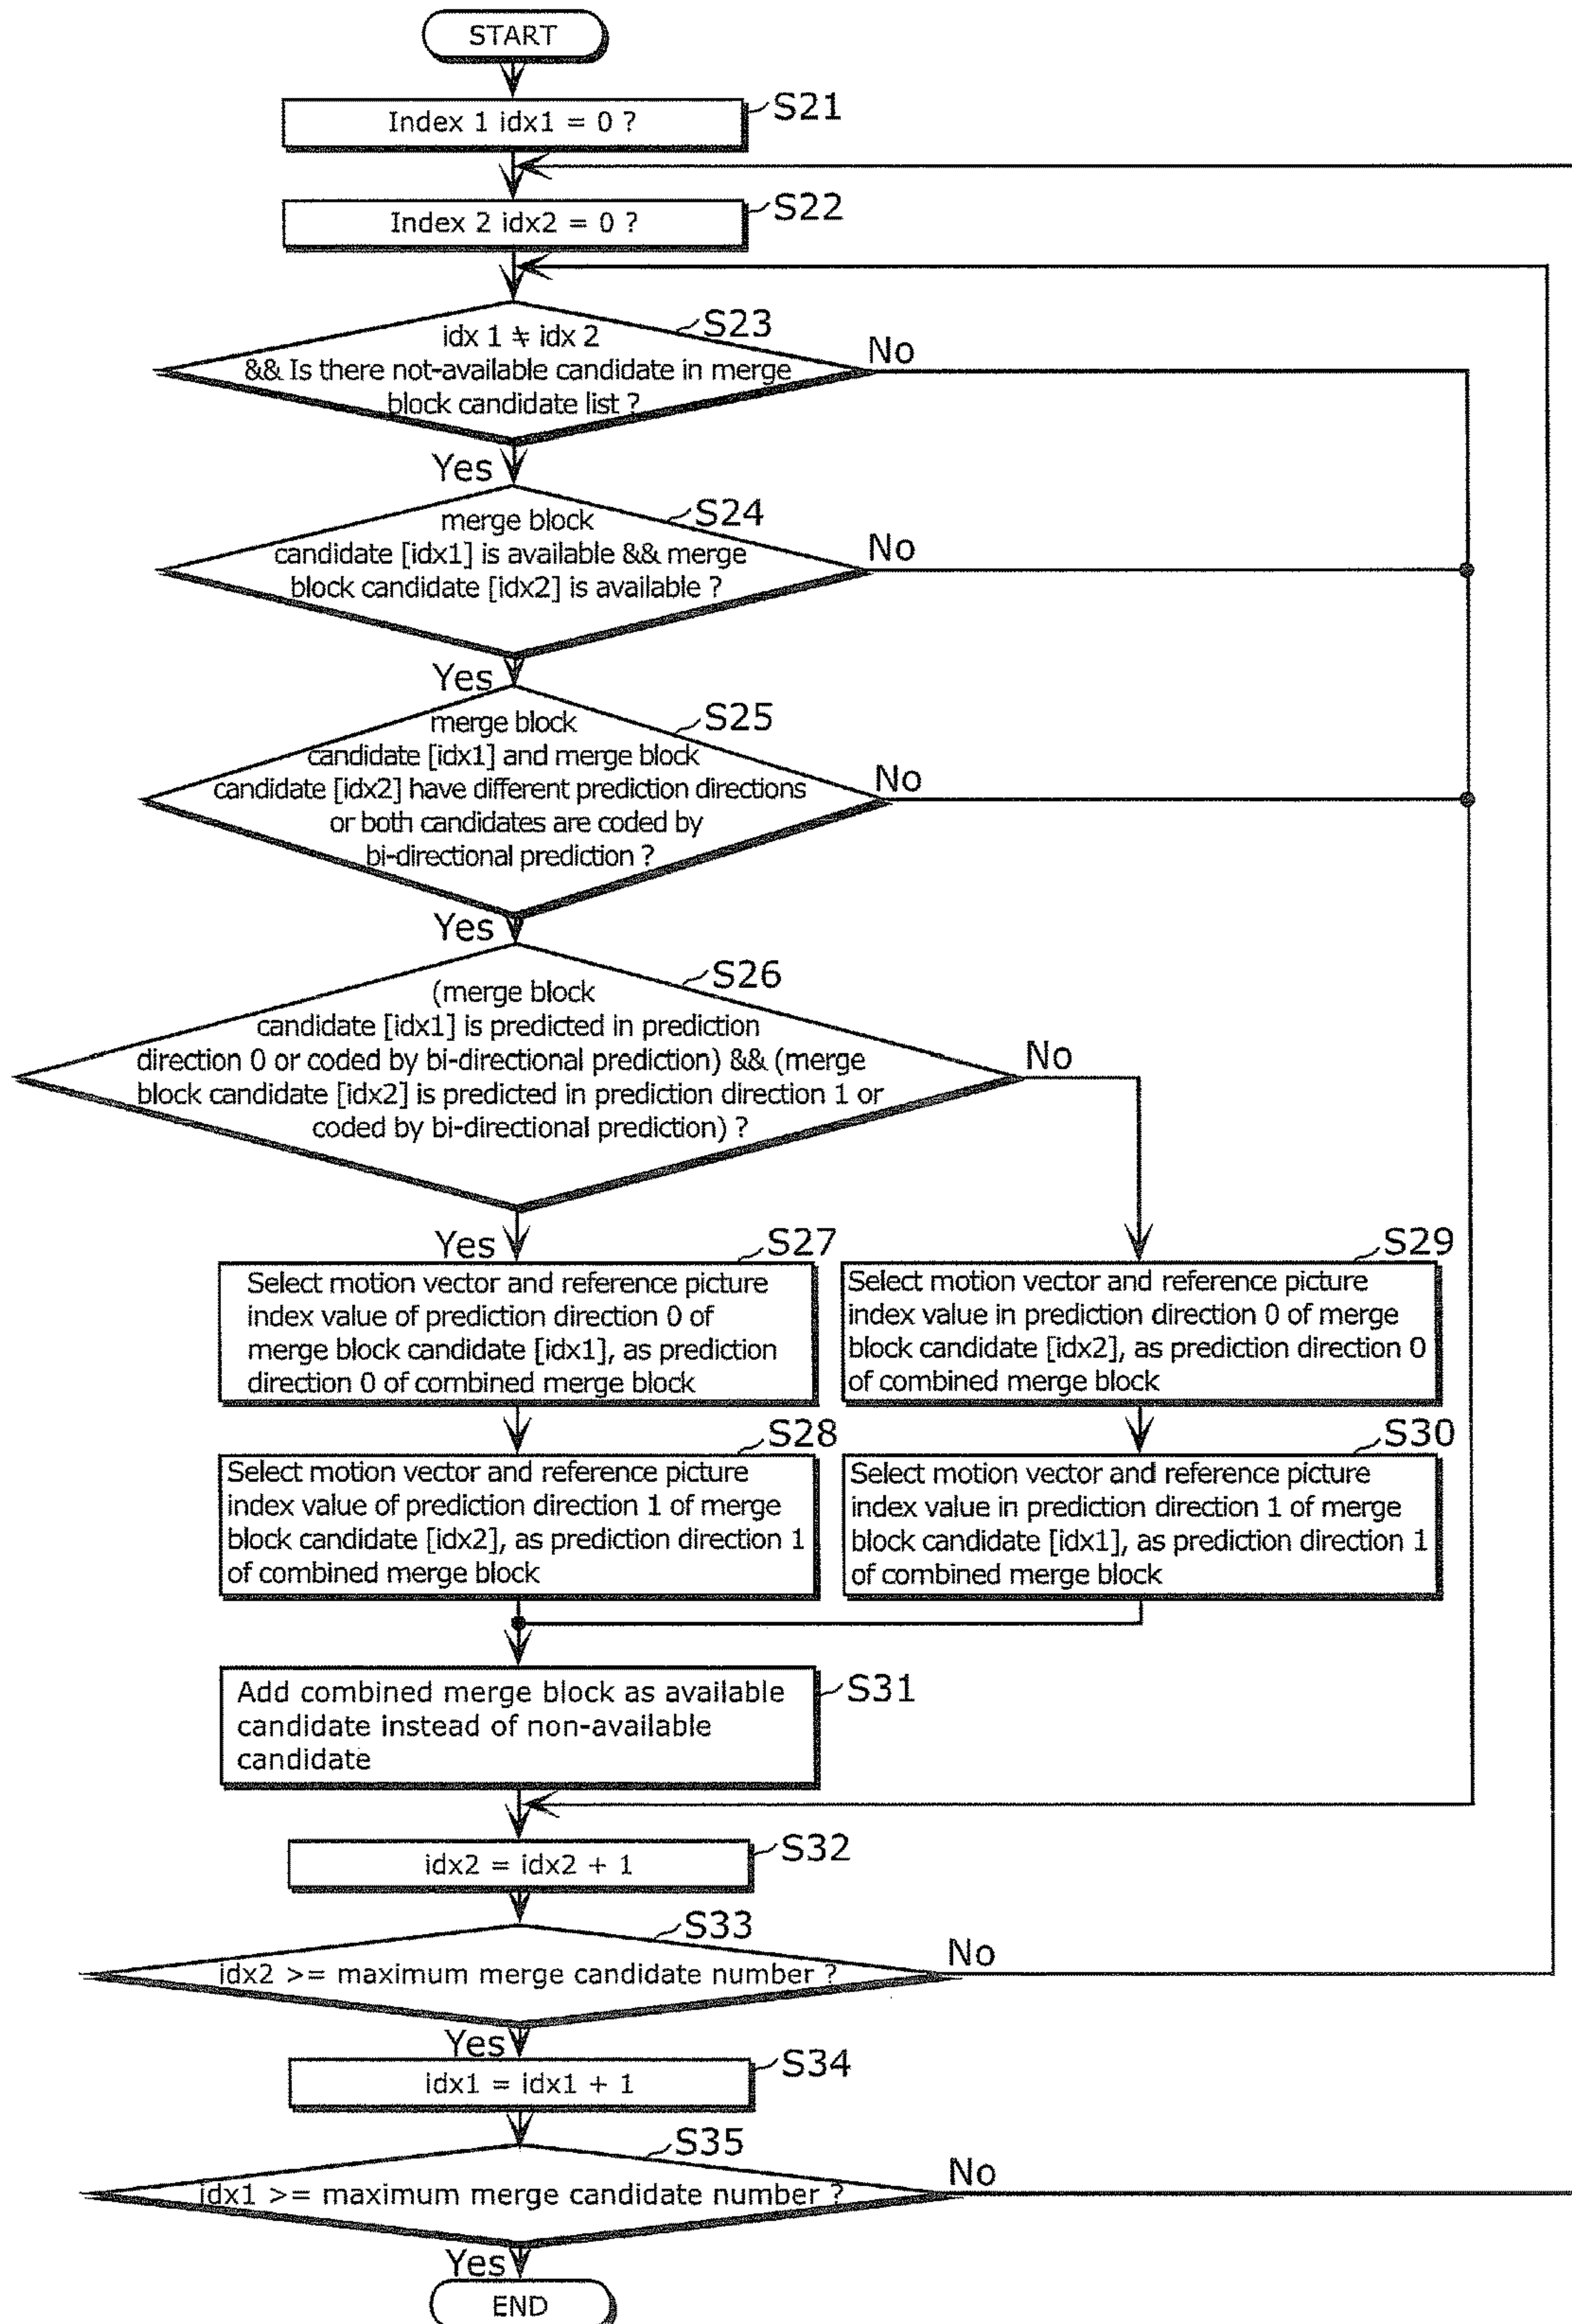 START
S21
Index 1 idx1 = 0 ?
S22
Index 2 idx2 = 0 ?
S23
idx 1 ≠ idx 2
&& Is there not-available candidate in merge
block candidate list ?
No
Yes
S24
merge block
candidate [idx1] is available && merge
block candidate [idx2] is available ?
No
Yes
S25
merge block
candidate [idx1] and merge block
candidate [idx2] have different prediction directions
or both candidates are coded by
bi-directional prediction ?
No
Yes
S26
(merge block
candidate [idx1] is predicted in prediction
direction 0 or coded by bi-directional prediction) && (merge
block candidate [idx2] is predicted in prediction direction 1 or
coded by bi-directional prediction) ?
No
Yes
S27
Select motion vector and reference picture
index value of prediction direction 0 of
merge block candidate [idx1], as prediction
direction 0 of combined merge block
S29
Select motion vector and reference picture
index value in prediction direction 0 of merge
block candidate [idx2], as prediction direction 0
of combined merge block
S28
Select motion vector and reference picture
index value of prediction direction 1 of merge
block candidate [idx2], as prediction direction 1
of combined merge block
S30
Select motion vector and reference picture
index value in prediction direction 1 of merge
block candidate [idx1], as prediction direction 1
of combined merge block
S31
Add combined merge block as available
candidate instead of non-available
candidate
S32
idx2 = idx2 + 1
S33
idx2 >= maximum merge candidate number ?
No
Yes
S34
idx1 = idx1 + 1
S35
idx1 >= maximum merge candidate number ?
No
Yes
END